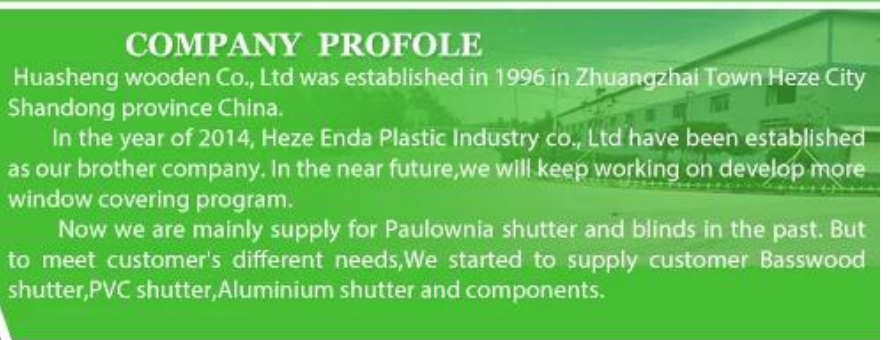 COMPANY PROFOLE
Huasheng wooden Co., Ltd was established in 1996 in Zhuangzhai Town Heze City
Shandong province China.
In the year of 2014, Heze Enda Plastic Industry co., Ltd have been established
as our brother company. In the near future,we will keep working on develop more
window covering program.
Now we are mainly supply for Paulownia shutter and blinds in the past. But
to meet customer's different needs,We started to supply customer Basswood
shutter,PVC shutter,Aluminium shutter and components.